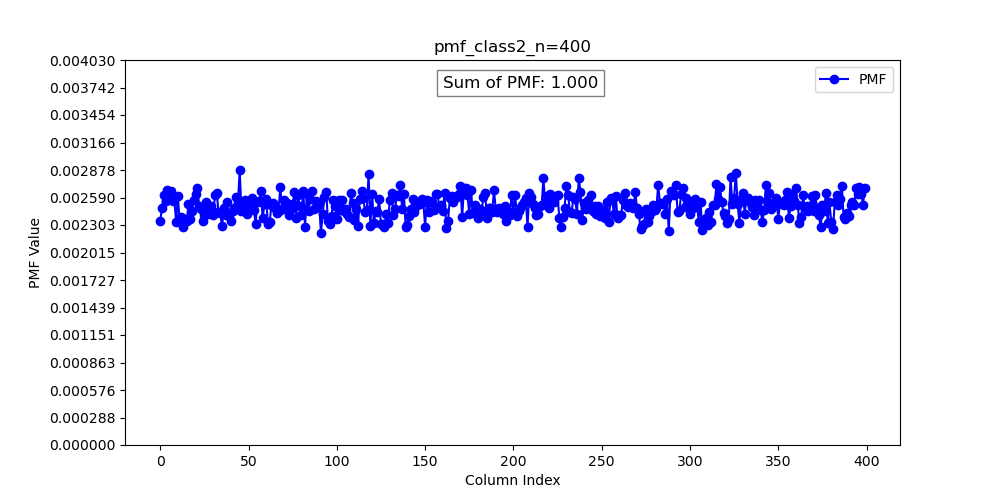 pmf_class2_n=400
Sum of PMF: 1.000
PMF
PMF Value
0.004030
0.003742
0.003454
0.003166
0.002878
0.002590
0.002303
0.002015
0.001727
0.001439
0.001151
0.000863
0.000576
0.000288
0.000000
0 50 100 150 200 250 300 350 400
Column Index